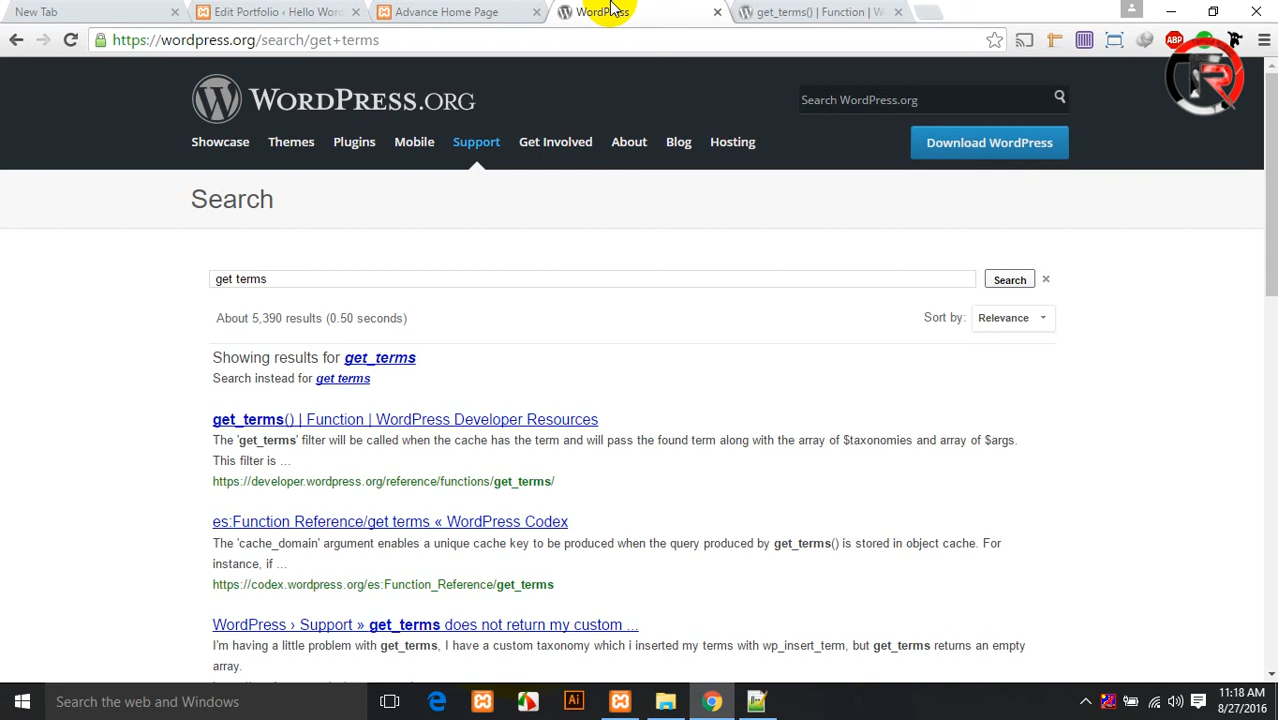 New Tab
Edit Portfolio ‹ Hello Wor
Advance Home Page
WordPress
get_terms() | Function | W
https://wordpress.org/search/get+terms
ABP
WORDPRESS.ORG
Search WordPress.org
Showcase Themes Plugins Mobile Support Get Involved About Blog Hosting
Download WordPress
Search
get terms
Search
About 5,390 results (0.50 seconds)
Sort by: Relevance
Showing results for get_terms
Search instead for get terms
get_terms() | Function | WordPress Developer Resources
The 'get_terms' filter will be called when the cache has the term and will pass the found term along with the array of $taxonomies and array of $args.
This filter is ...
https://developer.wordpress.org/reference/functions/get_terms/
es:Function Reference/get terms « WordPress Codex
The 'cache_domain' argument enables a unique cache key to be produced when the query produced by get_terms() is stored in object cache. For
instance, if ...
https://codex.wordpress.org/es:Function_Reference/get_terms
WordPress › Support » get_terms does not return my custom ...
I'm having a little problem with get_terms, I have a custom taxonomy which i inserted my terms with wp_insert_term, but get_terms returns an empty
array.
Search the web and Windows
Ai
11:18 AM
8/27/2016